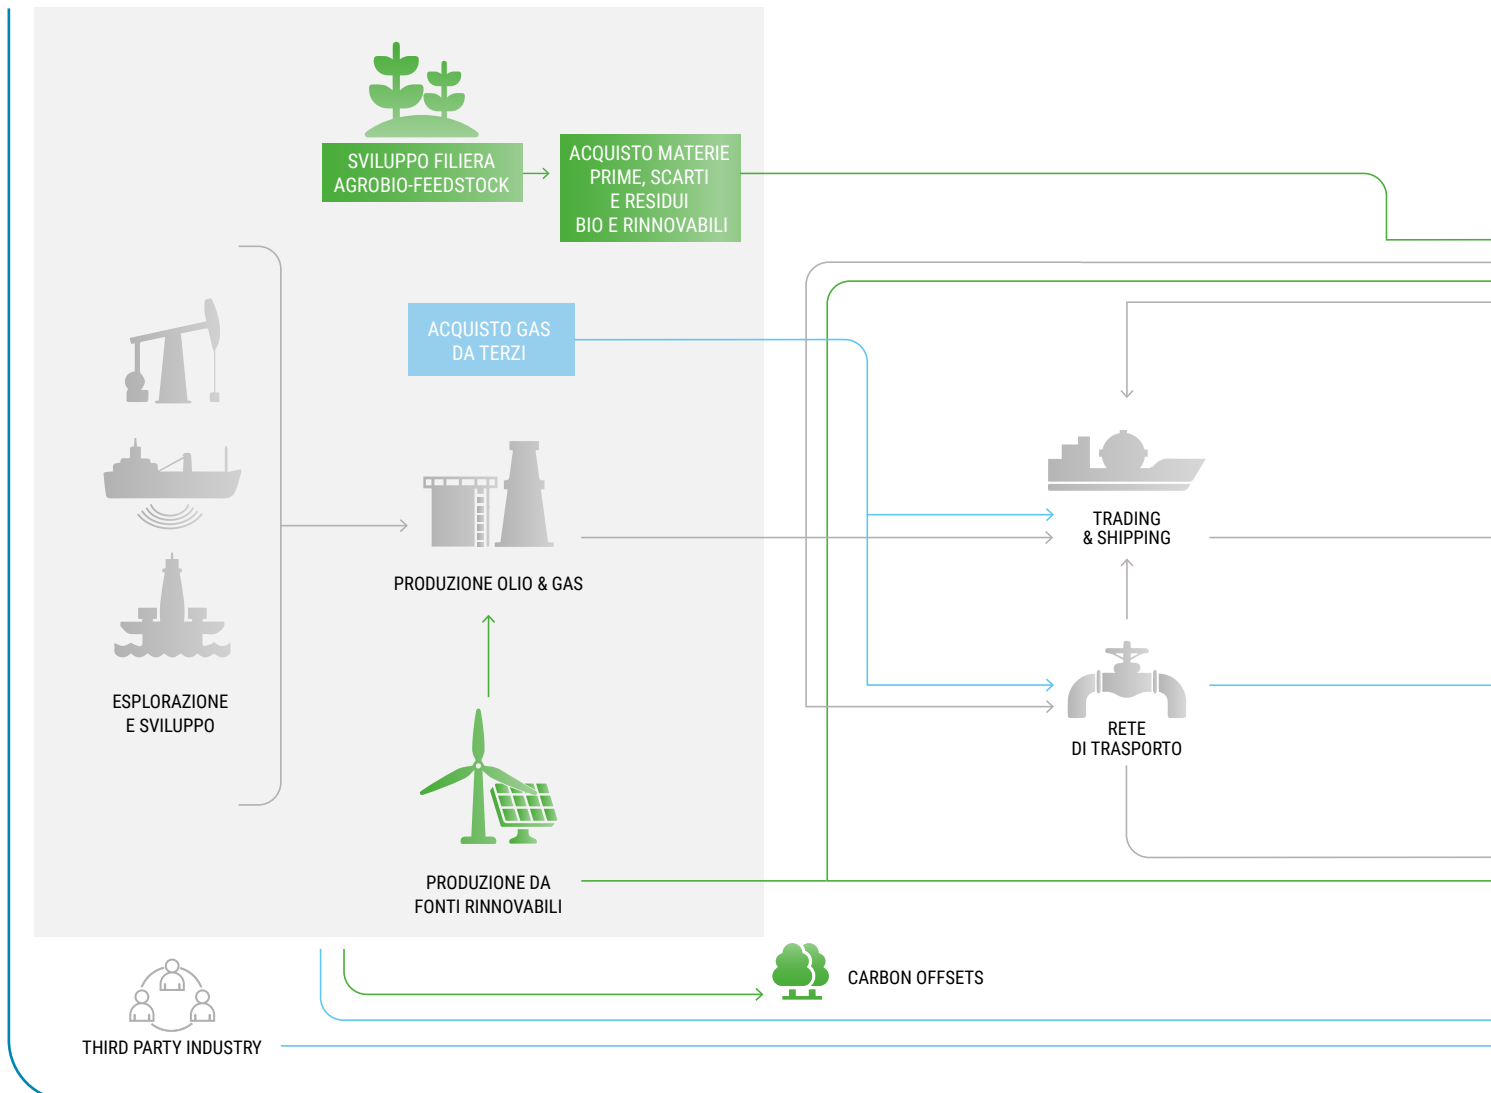 SVILUPPO FILIERA
AGROBIO-FEEDSTOCK
ACQUISTO MATERIE
PRIME, SCARTI
E RESIDUI
BIO E RINNOVABILI
ACQUISTO GAS
DA TERZI
TRADING
& SHIPPING
PRODUZIONE OLIO & GAS
ESPLORAZIONE
E SVILUPPO
RETE
DI TRASPORTO
PRODUZIONE DA
FONTI RINNOVABILI
CARBON OFFSETS
THIRD PARTY INDUSTRY